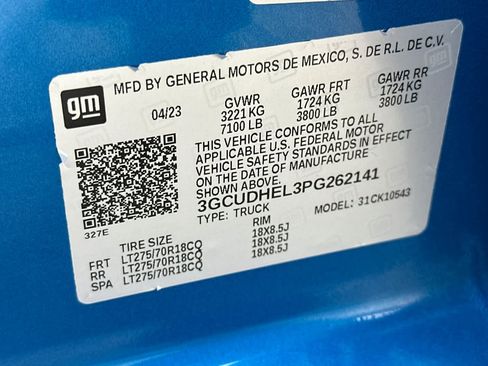 gm
MFD BY GENERAL MOTORS DE MEXICO, S. DE R.L. DE C.V.
04/23 GVWR GAWR FRT GAWR RR
3221 KG 1724 KG 1724 KG
7100 LB 3800 LB 3800 LB
THIS VEHICLE CONFORMS TO ALL
APPLICABLE U.S. FEDERAL MOTOR
VEHICLE SAFETY STANDARDS IN EFFECT
ON THE DATE OF MANUFACTURE
3GCUDHEL3PG262141
327E TYPE: TRUCK MODEL: 31CK10543
TIRE SIZE RIM
FRT LT275/70R18CQ 18X8.5J
RR LT275/70R18CQ 18X8.5J
SPA LT275/70R18CQ 18X8.5J